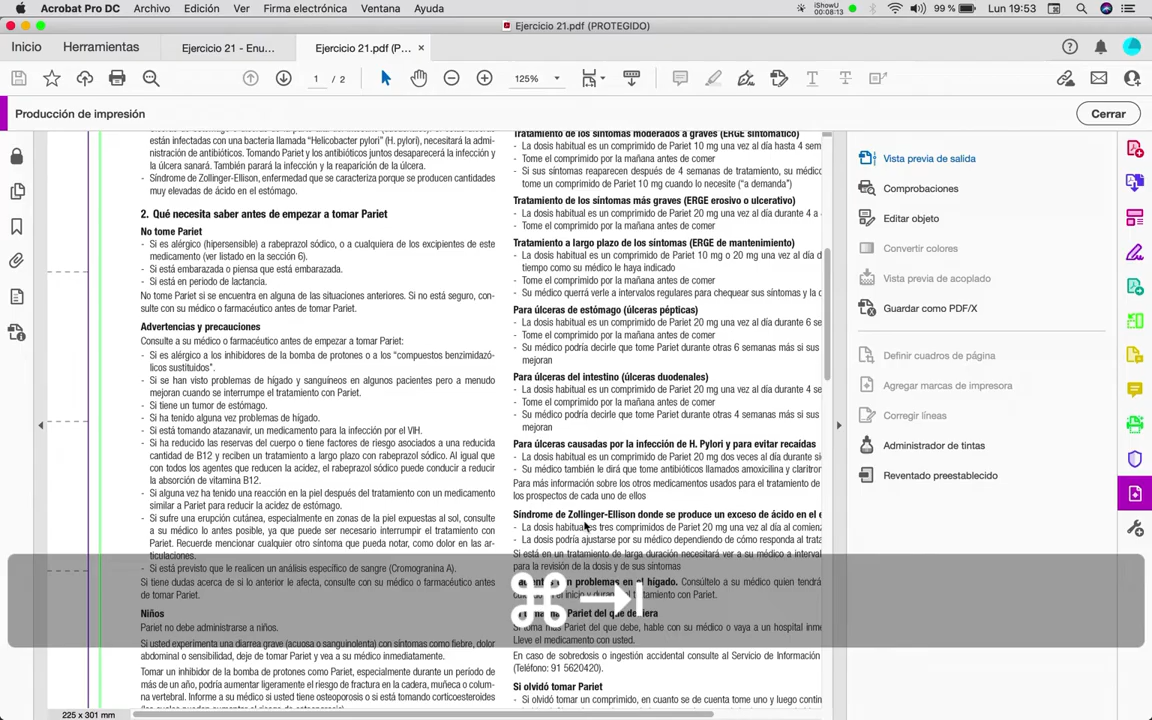 Acrobat Pro DC Archivo Edición Ver Firma electrónica Ventana Ayuda
iShowU
00:08:13
99 %
Lun 19:53
Ejercicio 21.pdf (PROTEGIDO)
Inicio Herramientas Ejercicio 21 - Enu... Ejercicio 21.pdf (P... ×
1 / 2
125%
Producción de impresión
Cerrar
están infectadas con una bacteria llamada “Helicobacter pylori” (H. pylori), necesitará la admi-
nistración de antibióticos. Tomando Pariet y los antibióticos juntos desaparecerá la infección y
la úlcera sanará. También parará la infección y la reaparición de la úlcera.
- Síndrome de Zollinger-Ellison, enfermedad que se caracteriza porque se producen cantidades
muy elevadas de ácido en el estómago.
2. Qué necesita saber antes de empezar a tomar Pariet
No tome Pariet
- Si es alérgico (hipersensible) a rabeprazol sódico, o a cualquiera de los excipientes de este
medicamento (ver listado en la sección 6).
- Si está embarazada o piensa que está embarazada.
- Si está en periodo de lactancia.
No tome Pariet si se encuentra en alguna de las situaciones anteriores. Si no está seguro, con-
sulte con su médico o farmacéutico antes de tomar Pariet.
Advertencias y precauciones
Consulte a su médico o farmacéutico antes de empezar a tomar Pariet:
- Si es alérgico a los inhibidores de la bomba de protones o a los “compuestos benzimidazó-
licos sustituidos”.
- Si se han visto problemas de hígado y sanguíneos en algunos pacientes pero a menudo
mejoran cuando se interrumpe el tratamiento con Pariet.
- Si tiene un tumor de estómago.
- Si ha tenido alguna vez problemas de hígado.
- Si está tomando atazanavir, un medicamento para la infección por el VIH.
- Si ha reducido las reservas del cuerpo o tiene factores de riesgo asociados a una reducida
cantidad de B12 y reciben un tratamiento a largo plazo con rabeprazol sódico. Al igual que
con todos los agentes que reducen la acidez, el rabeprazol sódico puede conducir a reducir
la absorción de vitamina B12.
- Si alguna vez ha tenido una reacción en la piel después del tratamiento con un medicamento
similar a Pariet para reducir la acidez de estómago.
- Si sufre una erupción cutánea, especialmente en zonas de la piel expuestas al sol, consulte
a su médico lo antes posible, ya que puede ser necesario interrumpir el tratamiento con
Pariet. Recuerde mencionar cualquier otro síntoma que pueda notar, como dolor en las ar-
ticulaciones.
- Si está previsto que le realicen un análisis específico de sangre (Cromogranina A).
Si tiene dudas acerca de si lo anterior le afecta, consulte con su médico o farmacéutico antes
de tomar Pariet.
Niños
Pariet no debe administrarse a niños.
Si usted experimenta una diarrea grave (acuosa o sanguinolenta) con síntomas como fiebre, dolor
abdominal o sensibilidad, deje de tomar Pariet y vea a su médico inmediatamente.
Tomar un inhibidor de la bomba de protones como Pariet, especialmente durante un período de
más de un año, podría aumentar ligeramente el riesgo de fractura en la cadera, muñeca o colum-
na vertebral. Informe a su médico si usted tiene osteoporosis o si está tomando corticoesteroides
Tratamiento de los síntomas moderados a graves (ERGE sintomático)
- La dosis habitual es un comprimido de Pariet 10 mg una vez al día hasta 4 sem
- Tome el comprimido por la mañana antes de comer
- Si sus síntomas reaparecen después de 4 semanas de tratamiento, su médico
tome un comprimido de Pariet 10 mg cuando lo necesite (“a demanda”)
Tratamiento de los síntomas más graves (ERGE erosivo o ulcerativo)
- La dosis habitual es un comprimido de Pariet 20 mg una vez al día durante 4 a
- Tome el comprimido por la mañana antes de comer
Tratamiento a largo plazo de los síntomas (ERGE de mantenimiento)
- La dosis habitual es un comprimido de Pariet 10 mg o 20 mg una vez al día d
tiempo como su médico le haya indicado
- Tome el comprimido por la mañana antes de comer
- Su médico querrá verle a intervalos regulares para chequear sus síntomas y la c
Para úlceras de estómago (úlceras pépticas)
- La dosis habitual es un comprimido de Pariet 20 mg una vez al día durante 6 se
- Tome el comprimido por la mañana antes de comer
- Su médico podría decirle que tome Pariet durante otras 6 semanas más si sus
mejoran
Para úlceras del intestino (úlceras duodenales)
- La dosis habitual es un comprimido de Pariet 20 mg una vez al día durante 4 se
- Tome el comprimido por la mañana antes de comer
- Su médico podría decirle que tome Pariet durante otras 4 semanas más si sus
mejoran
Para úlceras causadas por la infección de H. Pylori y para evitar recaídas
- La dosis habitual es un comprimido de Pariet 20 mg dos veces al día durante si
- Su médico también le dirá que tome antibióticos llamados amoxicilina y claritron
Para más información sobre los otros medicamentos usados para el tratamiento de
los prospectos de cada uno de ellos
Síndrome de Zollinger-Ellison donde se produce un exceso de ácido en el e
- La dosis habitual es tres comprimidos de Pariet 20 mg una vez al día al comienz
- La dosis podría ajustarse por su médico dependiendo de cómo responda al trata
Si está en tratamiento de larga duración necesitará ver a su médico a interval
para la revisión de la dosis y de sus síntomas
con problemas en el hígado. Consúltelo a su médico quien tendrá
el inicio y durante el tratamiento con Pariet.
Pariet del que debiera
Si toma más Pariet del que debe, hable con su médico o vaya a un hospital inme
Lleve el medicamento con usted.
En caso de sobredosis o ingestión accidental consulte al Servicio de Información
(Teléfono: 91 5620420).
Si olvidó tomar Pariet
- Si olvidó tomar un comprimido, en cuanto se de cuenta tome uno y luego contin
Vista previa de salida
Comprobaciones
Editar objeto
Convertir colores
Vista previa de acoplado
Guardar como PDF/X
Definir cuadros de página
Agregar marcas de impresora
Corregir líneas
Administrador de tintas
Reventado preestablecido
⌘→|
225 x 301 mm